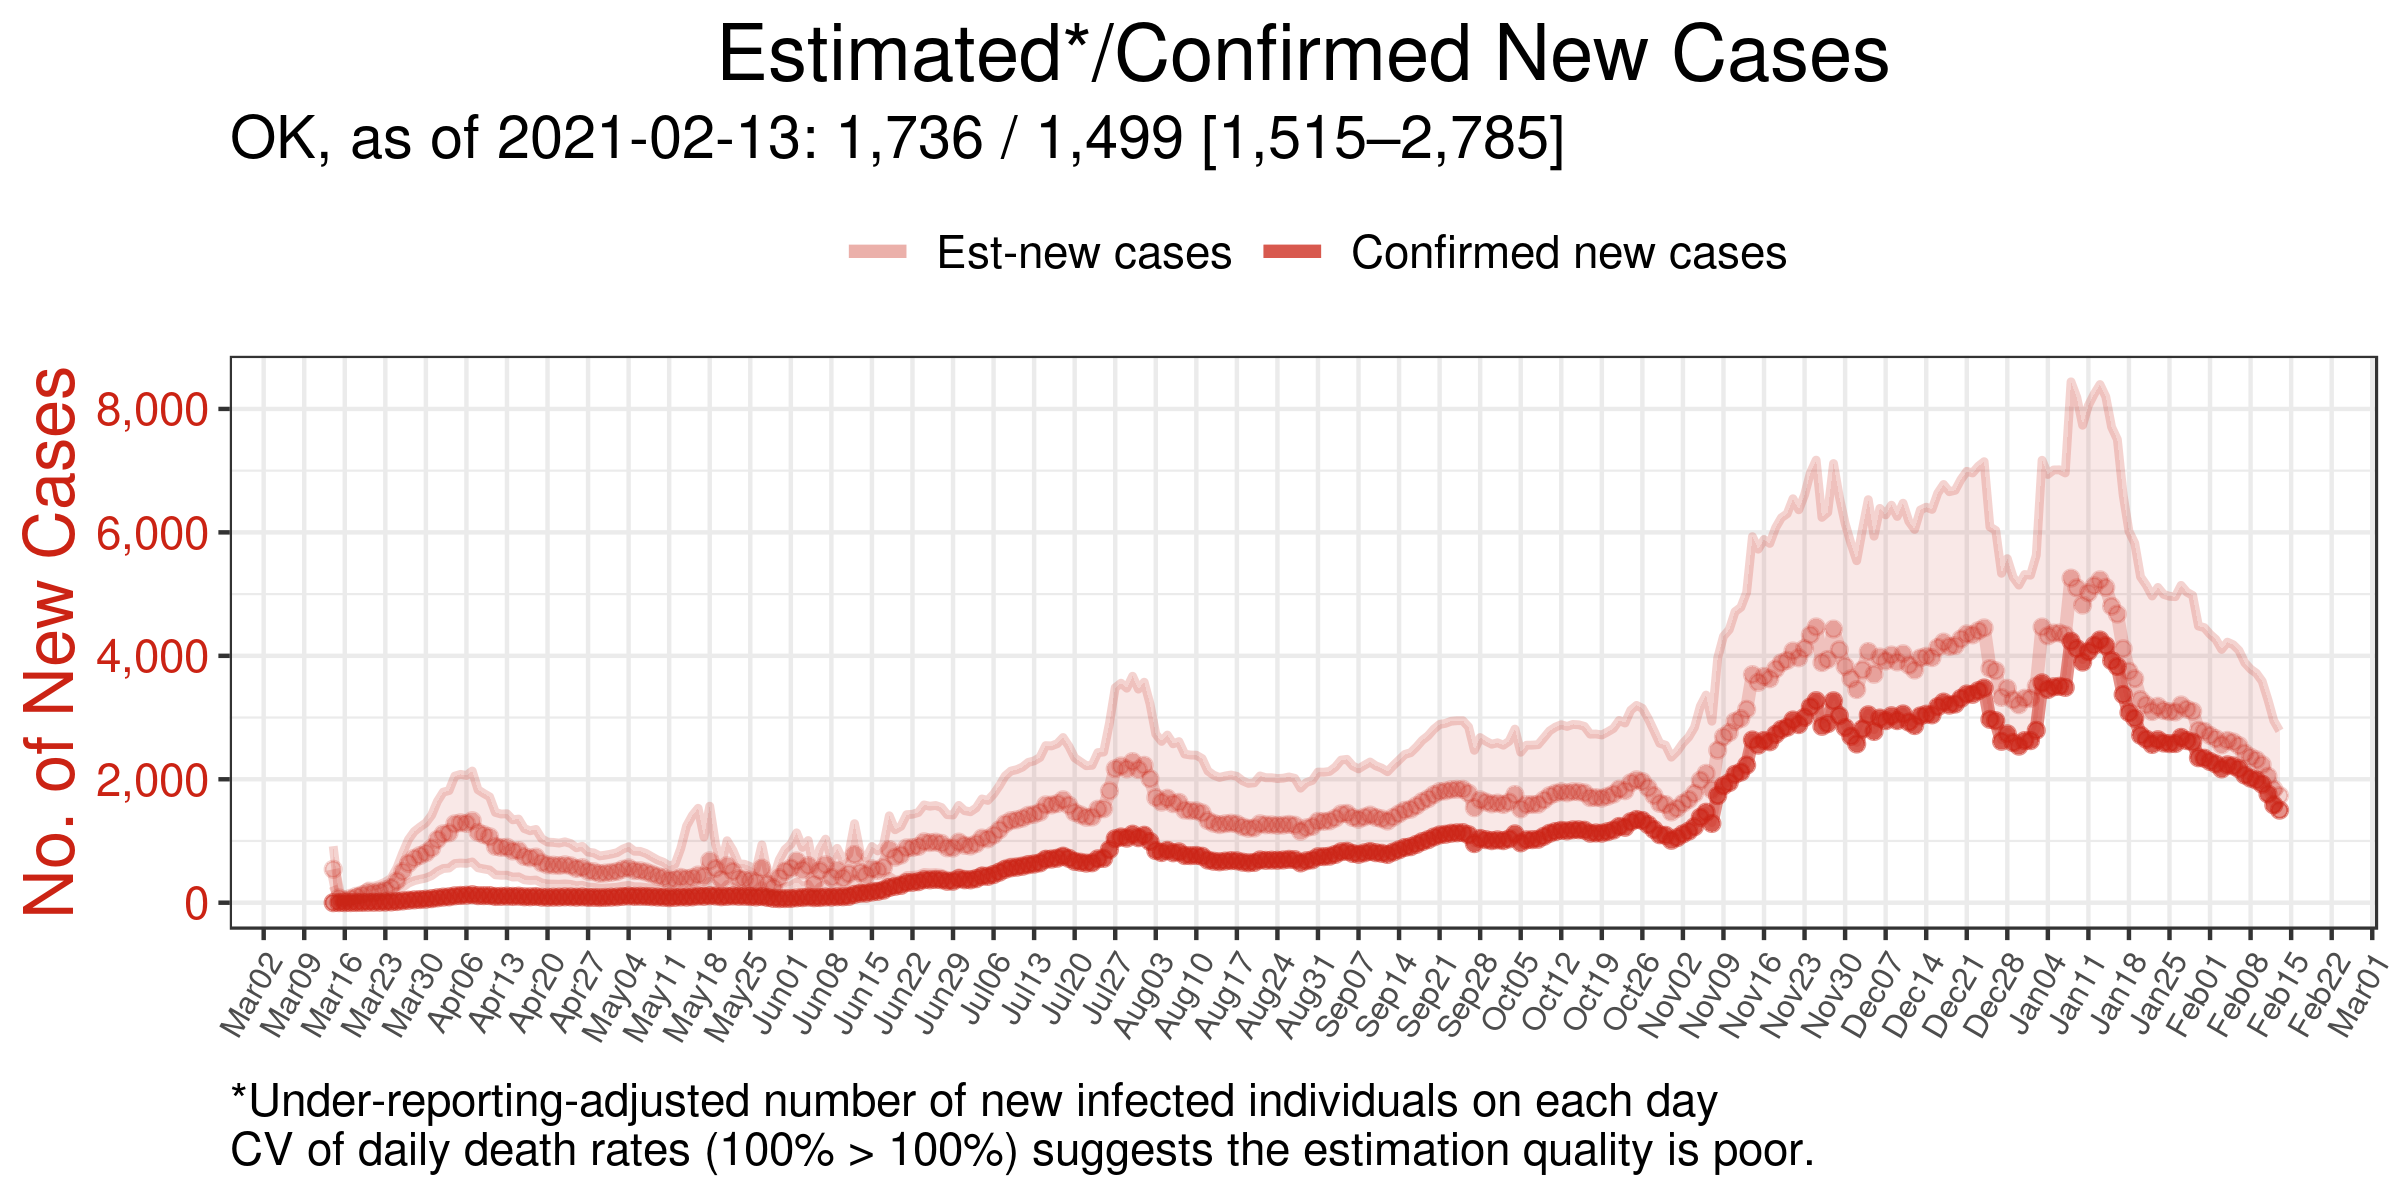 Estimated*/Confirmed New Cases
OK, as of 2021-02-13: 1,736 / 1,499 [1,515–2,785]
Est-new cases Confirmed new cases
No. of New Cases
8,000
6,000
4,000
2,000
0
Mar02 Mar09 Mar16 Mar23 Mar30 Apr06 Apr13 Apr20 Apr27 May04 May11 May18 May25 Jun01 Jun08 Jun15 Jun22 Jun29 Jul06 Jul13 Jul20 Jul27 Aug03 Aug10 Aug17 Aug24 Aug31 Sep07 Sep14 Sep21 Sep28 Oct05 Oct12 Oct19 Oct26 Nov02 Nov09 Nov16 Nov23 Nov30 Dec07 Dec14 Dec21 Dec28 Jan04 Jan11 Jan18 Jan25 Feb01 Feb08 Feb15 Feb22 Mar01
*Under-reporting-adjusted number of new infected individuals on each day
CV of daily death rates (100% > 100%) suggests the estimation quality is poor.